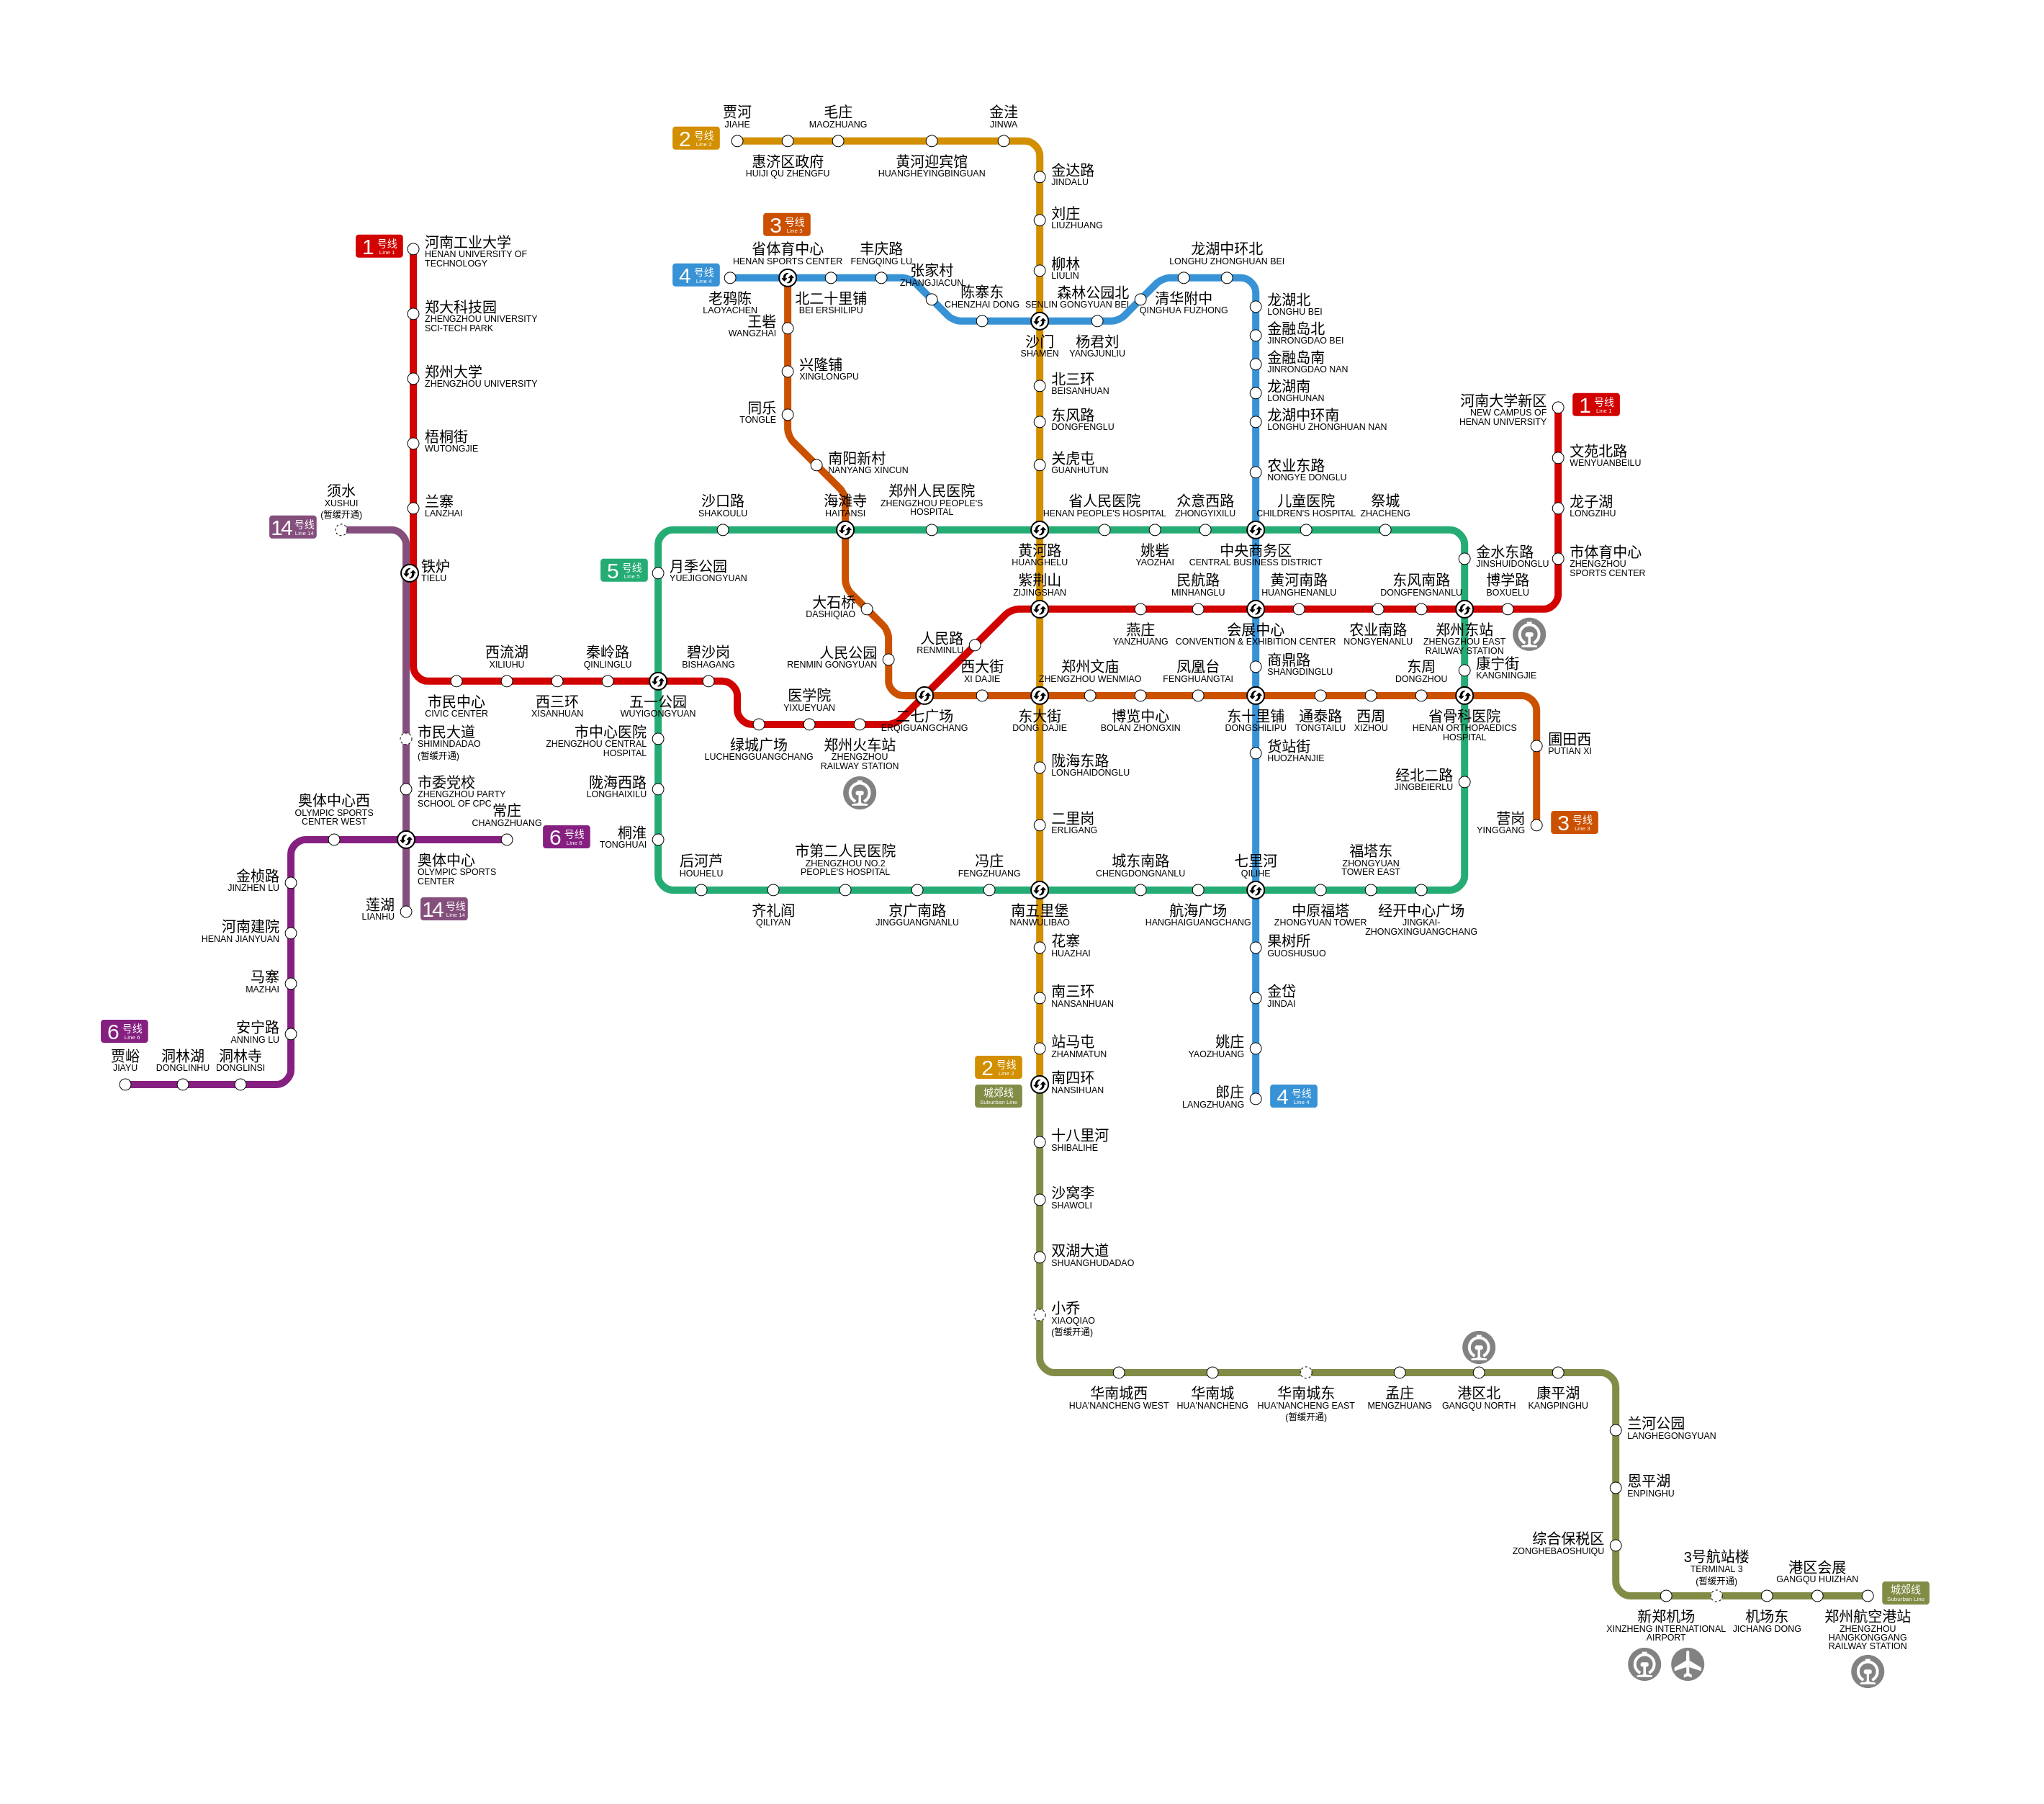 贾河
JIAHE
毛庄
MAOZHUANG
金洼
JINWA
2 号线
Line 2
惠济区政府
HUIJI QU ZHENGFU
黄河迎宾馆
HUANGHEYINGBINGUAN
金达路
JINDALU
刘庄
LIUZHUANG
柳林
LIULIN
3 号线
Line 3
1 号线
Line 1
河南工业大学
HENAN UNIVERSITY OF
TECHNOLOGY
省体育中心
HENAN SPORTS CENTER
丰庆路
FENGQING LU
张家村
ZHANGJIACUN
4 号线
Line 4
老鸦陈
LAOYACHEN
北二十里铺
BEI ERSHILIPU
陈寨东
CHENZHAI DONG
森林公园北
SENLIN GONGYUAN BEI
龙湖中环北
LONGHU ZHONGHUAN BEI
清华附中
QINGHUA FUZHONG
沙门
SHAMEN
杨君刘
YANGJUNLIU
龙湖北
LONGHU BEI
金融岛北
JINRONGDAO BEI
金融岛南
JINRONGDAO NAN
龙湖南
LONGHUNAN
龙湖中环南
LONGHU ZHONGHUAN NAN
农业东路
NONGYE DONGLU
郑大科技园
ZHENGZHOU UNIVERSITY
SCI-TECH PARK
郑州大学
ZHENGZHOU UNIVERSITY
梧桐街
WUTONGJIE
兰寨
LANZHAI
王砦
WANGZHAI
兴隆铺
XINGLONGPU
同乐
TONGLE
南阳新村
NANYANG XINCUN
北三环
BEISANHUAN
东风路
DONGFENGLU
关虎屯
GUANHUTUN
河南大学新区
NEW CAMPUS OF
HENAN UNIVERSITY
1 号线
Line 1
文苑北路
WENYUANBEILU
龙子湖
LONGZIHU
市体育中心
ZHENGZHOU
SPORTS CENTER
须水
XUSHUI
(暂缓开通)
14 号线
Line 14
铁炉
TIELU
沙口路
SHAKOULU
海滩寺
HAITANSI
郑州人民医院
ZHENGZHOU PEOPLE'S
HOSPITAL
省人民医院
HENAN PEOPLE'S HOSPITAL
众意西路
ZHONGYIXILU
儿童医院
CHILDREN'S HOSPITAL
祭城
ZHACHENG
黄河路
HUANGHELU
姚砦
YAOZHAI
中央商务区
CENTRAL BUSINESS DISTRICT
金水东路
JINSHUIDONGLU
5 号线
Line 5
月季公园
YUEJIGONGYUAN
大石桥
DASHIQIAO
紫荆山
ZIJINGSHAN
民航路
MINHANGLU
黄河南路
HUANGHENANLU
东风南路
DONGFENGNANLU
博学路
BOXUELU
人民路
RENMINLU
人民公园
RENMIN GONGYUAN
燕庄
YANZHUANG
会展中心
CONVENTION & EXHIBITION CENTER
农业南路
NONGYENANLU
郑州东站
ZHENGZHOU EAST
RAILWAY STATION
西流湖
XILIUHU
秦岭路
QINLINGLU
碧沙岗
BISHAGANG
市民中心
CIVIC CENTER
西三环
XISANHUAN
五一公园
WUYIGONGYUAN
医学院
YIXUEYUAN
绿城广场
LUCHENGGUANGCHANG
郑州火车站
ZHENGZHOU
RAILWAY STATION
二七广场
ERQIGUANGCHANG
西大街
XI DAJIE
郑州文庙
ZHENGZHOU WENMIAO
凤凰台
FENGHUANGTAI
商鼎路
SHANGDINGLU
东周
DONGZHOU
康宁街
KANGNINGJIE
东大街
DONG DAJIE
博览中心
BOLAN ZHONGXIN
东十里铺
DONGSHILIPU
通泰路
TONGTAILU
西周
XIZHOU
省骨科医院
HENAN ORTHOPAEDICS
HOSPITAL
圃田西
PUTIAN XI
营岗
YINGGANG
3 号线
Line 3
市民大道
SHIMINDADAO
(暂缓开通)
市委党校
ZHENGZHOU PARTY
SCHOOL OF CPC
市中心医院
ZHENGZHOU CENTRAL
HOSPITAL
陇海西路
LONGHAIXILU
桐淮
TONGHUAI
陇海东路
LONGHAIDONGLU
二里岗
ERLIGANG
货站街
HUOZHANJIE
经北二路
JINGBEIERLU
奥体中心西
OLYMPIC SPORTS
CENTER WEST
常庄
CHANGZHUANG
6 号线
Line 6
奥体中心
OLYMPIC SPORTS
CENTER
莲湖
LIANHU
14 号线
Line 14
后河芦
HOUHELU
市第二人民医院
ZHENGZHOU NO.2
PEOPLE'S HOSPITAL
冯庄
FENGZHUANG
城东南路
CHENGDONGNANLU
七里河
QILIHE
福塔东
ZHONGYUAN
TOWER EAST
齐礼阎
QILIYAN
京广南路
JINGGUANGNANLU
南五里堡
NANWULIBAO
航海广场
HANGHAIGUANGCHANG
中原福塔
ZHONGYUAN TOWER
经开中心广场
JINGKAI-
ZHONGXINGUANGCHANG
金桢路
JINZHEN LU
河南建院
HENAN JIANYUAN
马寨
MAZHAI
安宁路
ANNING LU
6 号线
Line 6
贾峪
JIAYU
洞林湖
DONGLINHU
洞林寺
DONGLINSI
花寨
HUAZHAI
南三环
NANSANHUAN
站马屯
ZHANMATUN
2 号线
Line 2
城郊线
Suburban Line
南四环
NANSIHUAN
果树所
GUOSHUSUO
金岱
JINDAI
姚庄
YAOZHUANG
郎庄
LANGZHUANG
4 号线
Line 4
十八里河
SHIBALIHE
沙窝李
SHAWOLI
双湖大道
SHUANGHUDADAO
小乔
XIAOQIAO
(暂缓开通)
华南城西
HUA'NANCHENG WEST
华南城
HUA'NANCHENG
华南城东
HUA'NANCHENG EAST
(暂缓开通)
孟庄
MENGZHUANG
港区北
GANGQU NORTH
康平湖
KANGPINGHU
兰河公园
LANGHEGONGYUAN
恩平湖
ENPINGHU
综合保税区
ZONGHEBAOSHUIQU
3号航站楼
TERMINAL 3
(暂缓开通)
港区会展
GANGQU HUIZHAN
城郊线
Suburban Line
新郑机场
XINZHENG INTERNATIONAL
AIRPORT
机场东
JICHANG DONG
郑州航空港站
ZHENGZHOU
HANGKONGGANG
RAILWAY STATION